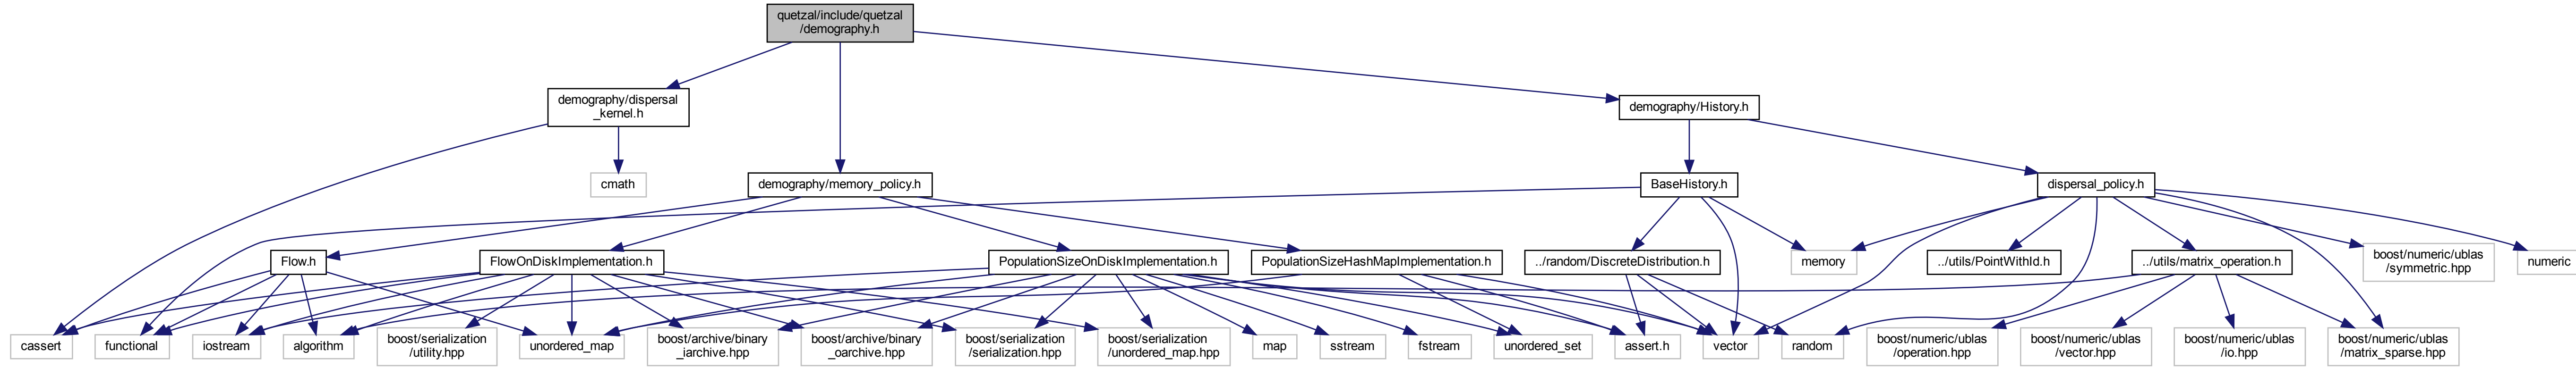 quetzal/include/quetzal
/demography.h
demography/dispersal
_kernel.h
demography/History.h
cmath
demography/memory_policy.h
BaseHistory.h
dispersal_policy.h
Flow.h
FlowOnDiskImplementation.h
PopulationSizeOnDiskImplementation.h
PopulationSizeHashMapImplementation.h
../random/DiscreteDistribution.h
memory
../utils/PointWithId.h
../utils/matrix_operation.h
boost/numeric/ublas
/symmetric.hpp
numeric
cassert
functional
iostream
algorithm
boost/serialization
/utility.hpp
unordered_map
boost/archive/binary
_iarchive.hpp
boost/archive/binary
_oarchive.hpp
boost/serialization
/serialization.hpp
boost/serialization
/unordered_map.hpp
map
sstream
fstream
unordered_set
assert.h
vector
random
boost/numeric/ublas
/operation.hpp
boost/numeric/ublas
/vector.hpp
boost/numeric/ublas
/io.hpp
boost/numeric/ublas
/matrix_sparse.hpp